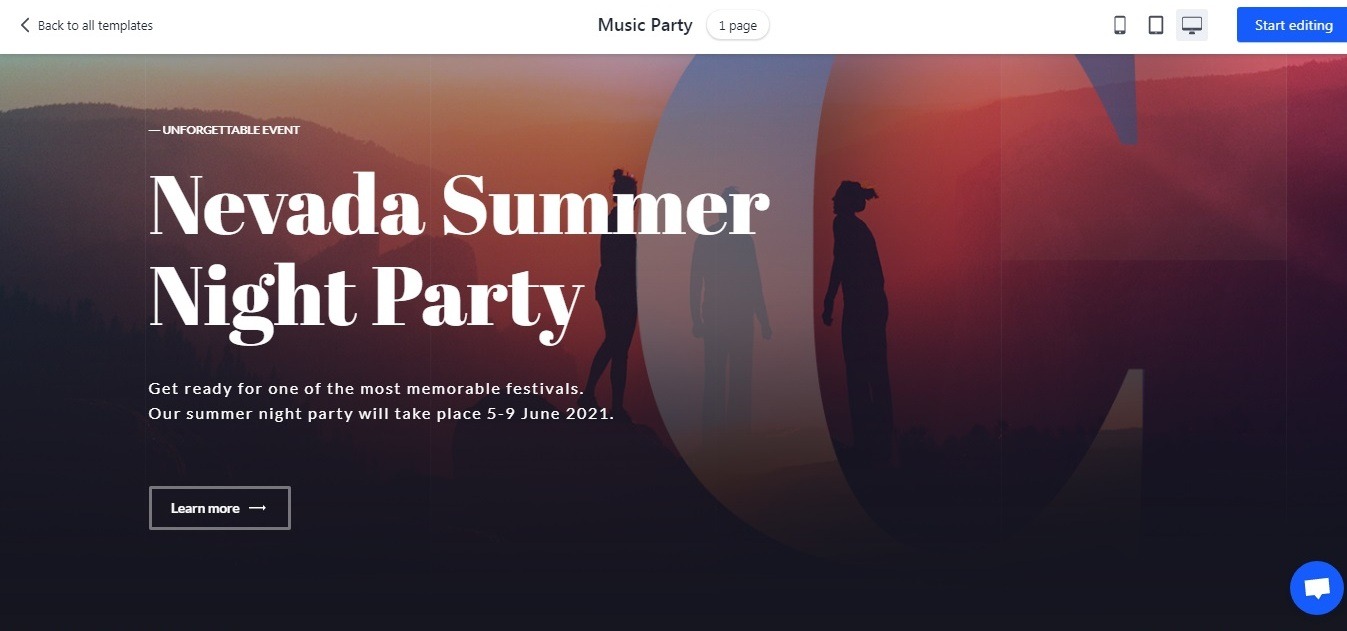 Back to all templates
Music Party
1 page
Start editing
— UNFORGETTABLE EVENT
Nevada Summer
Night Party
Get ready for one of the most memorable festivals.
Our summer night party will take place 5-9 June 2021.
Learn more